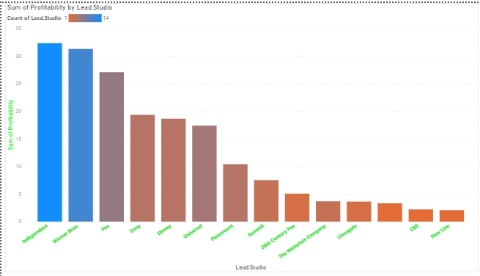 Sum of Profitability by Lead.Studio
Count of Lead.Studio 1 14
Sum of Profitability
35
30
25
20
15
10
5
0
Independent
Warner Bros.
Fox
Sony
Disney
Universal
Paramount
Summit
20th Century Fox
The Weinstein Company
Lionsgate
CBS
New Line
Lead.Studio